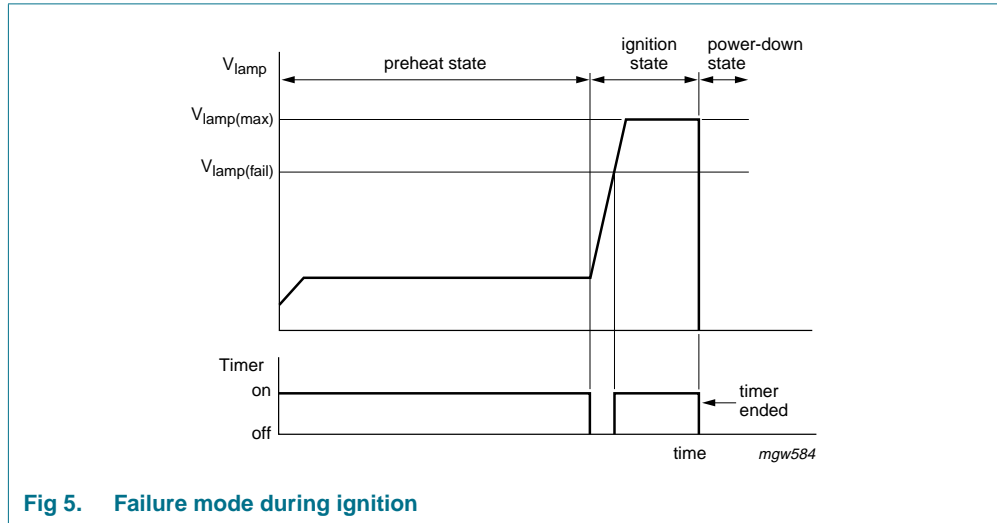 V_lamp
preheat state
ignition
state
power-down
state
V_lamp(max)
V_lamp(fail)
Timer
on
off
timer
ended
time
mgw584
Fig 5. Failure mode during ignition